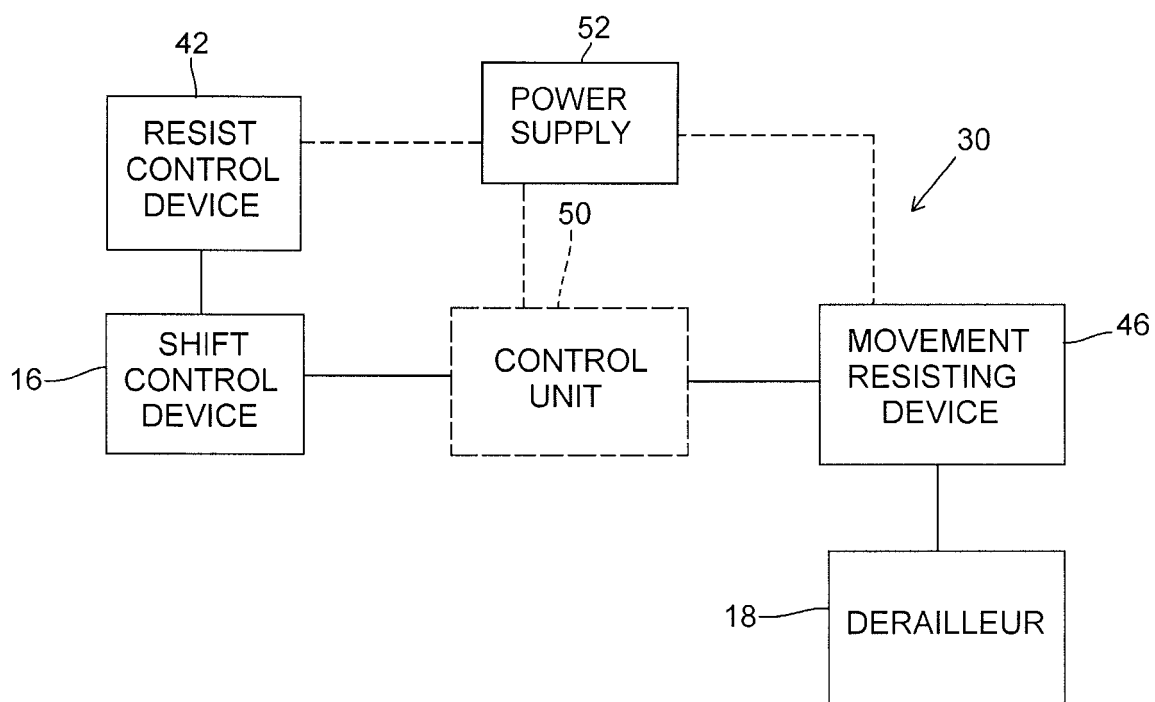 42
52
RESIST
CONTROL
DEVICE
POWER
SUPPLY
30
50
16
SHIFT
CONTROL
DEVICE
CONTROL
UNIT
MOVEMENT
RESISTING
DEVICE
46
18
DERAILLEUR